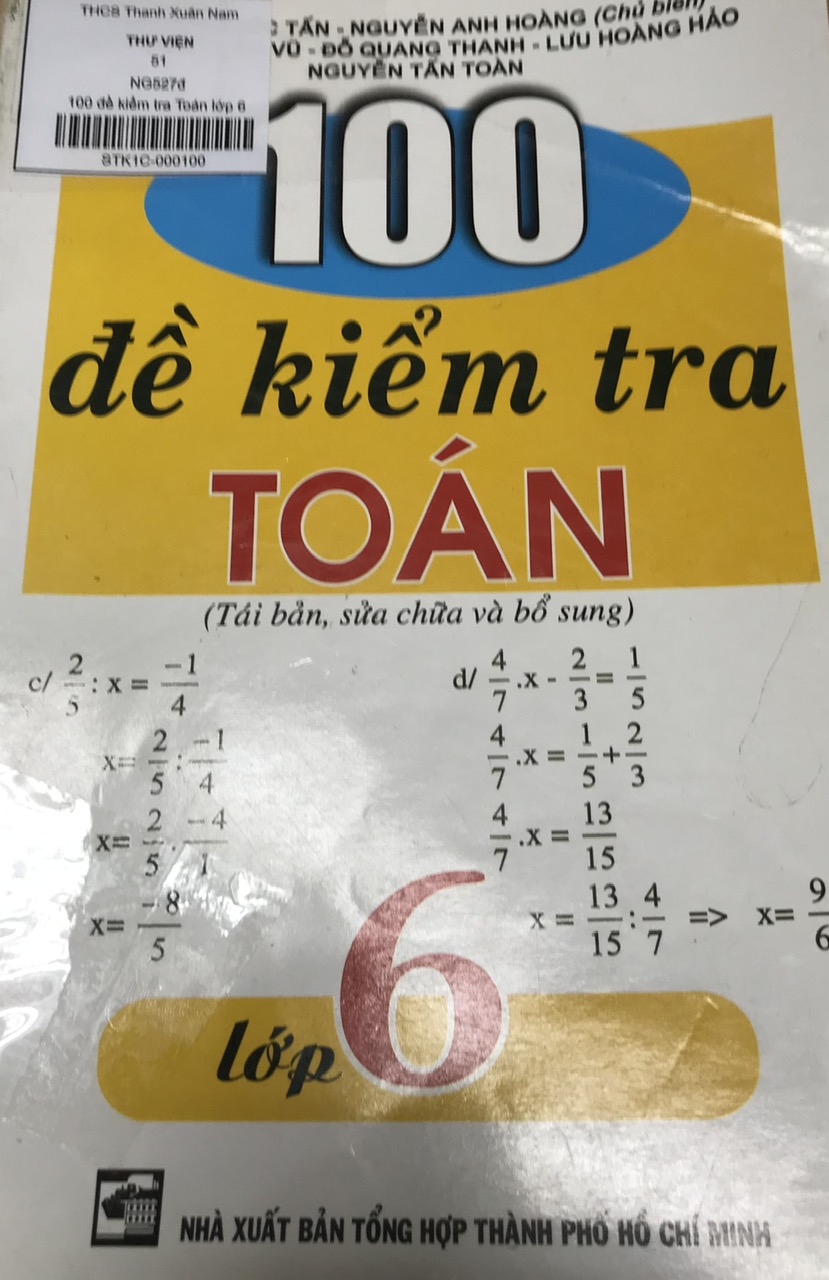 THCS Thanh Xuân Nam
THƯ VIỆN
51
NG527đ
100 đề kiểm tra Toán lớp 6
STK1C-000100
TẤN - NGUYỄN ANH HOÀNG (Chủ biên)
VŨ - ĐỖ QUANG THANH - LƯU HOÀNG HẢO
NGUYỄN TẤN TOÀN
100
đề kiểm tra
TOÁN
(Tái bản, sửa chữa và bổ sung)
c/ 2/5 : x = -1/4
x= 2/5 : -1/4
x= 2/5 . -4/1
x= -8/5
d/ 4/7 .x - 2/3 = 1/5
4/7 .x = 1/5 + 2/3
4/7 .x = 13/15
x = 13/15 : 4/7 => x= 9/6
lớp 6
NHÀ XUẤT BẢN TỔNG HỢP THÀNH PHỐ HỒ CHÍ MINH